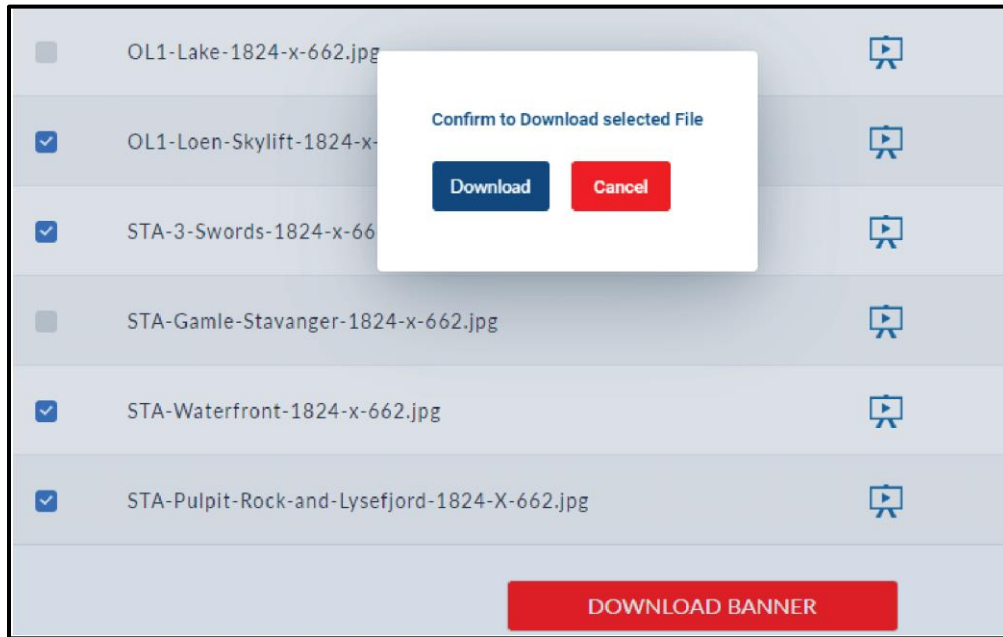 OL1-Lake-1824-x-662.jpg
Confirm to Download selected File
OL1-Loen-Skylift-1824-x-
Download Cancel
STA-3-Swords-1824-x-66
STA-Gamle-Stavanger-1824-x-662.jpg
STA-Waterfront-1824-x-662.jpg
STA-Pulpit-Rock-and-Lysefjord-1824-X-662.jpg
DOWNLOAD BANNER